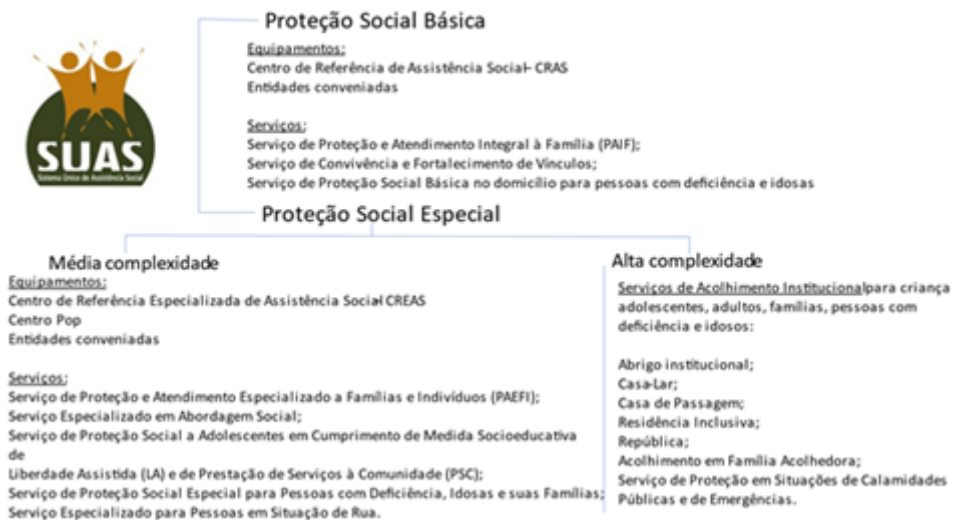 Proteção Social Básica
Equipamentos:
Centro de Referência de Assistência Social- CRAS
Entidades conveniadas
Serviços:
Serviço de Proteção e Atendimento Integral à Família (PAIF);
Serviço de Convivência e Fortalecimento de Vínculos;
Serviço de Proteção Social Básica no domicílio para pessoas com deficiência e idosas
SUAS
Sistema Único de Assistência Social
Proteção Social Especial
Média complexidade
Equipamentos:
Centro de Referência Especializada de Assistência Social-CREAS
Centro Pop
Entidades conveniadas
Serviços:
Serviço de Proteção e Atendimento Especializado a Famílias e Indivíduos (PAEFI);
Serviço Especializado em Abordagem Social;
Serviço de Proteção Social a Adolescentes em Cumprimento de Medida Socioeducativa
de
Liberdade Assistida (LA) e de Prestação de Serviços à Comunidade (PSC);
Serviço de Proteção Social Especial para Pessoas com Deficiência, Idosas e suas Famílias;
Serviço Especializado para Pessoas em Situação de Rua.
Alta complexidade
Serviços de Acolhimento Institucional para criança
adolescentes, adultos, famílias, pessoas com
deficiência e idosos:
Abrigo institucional;
Casa-Lar;
Casa de Passagem;
Residência Inclusiva;
República;
Acolhimento em Família Acolhedora;
Serviço de Proteção em Situações de Calamidades
Públicas e de Emergências.